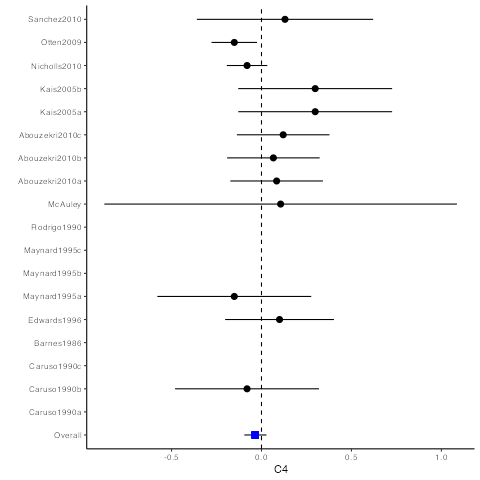 Sanchez2010
Otten2009
Nicholls2010
Kais2005b
Kais2005a
Abouzekri2010c
Abouzekri2010b
Abouzekri2010a
McAuley
Rodrigo1990
Maynard1995c
Maynard1995b
Maynard1995a
Edwards1996
Barnes1986
Caruso1990c
Caruso1990b
Caruso1990a
Overall
-0.5 0.0 0.5 1.0
C4